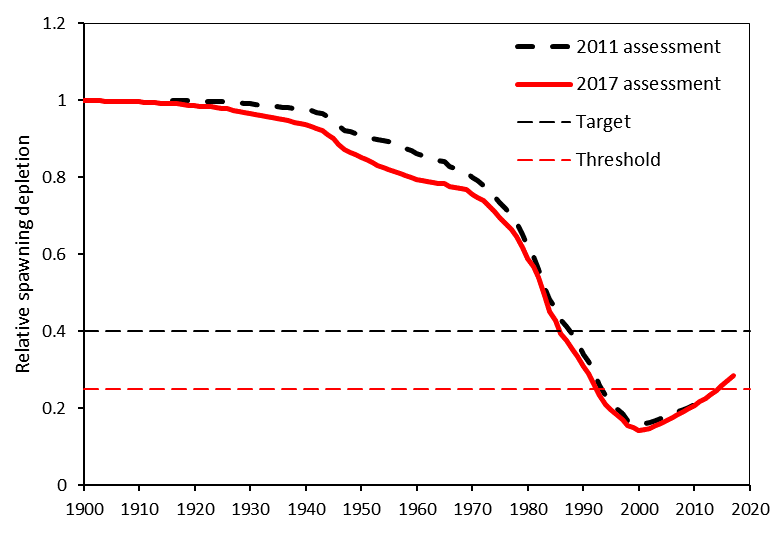 1.2
1
0.8
0.6
0.4
0.2
0
Relative spawning depletion
2011 assessment
2017 assessment
Target
Threshold
1900 1910 1920 1930 1940 1950 1960 1970 1980 1990 2000 2010 2020